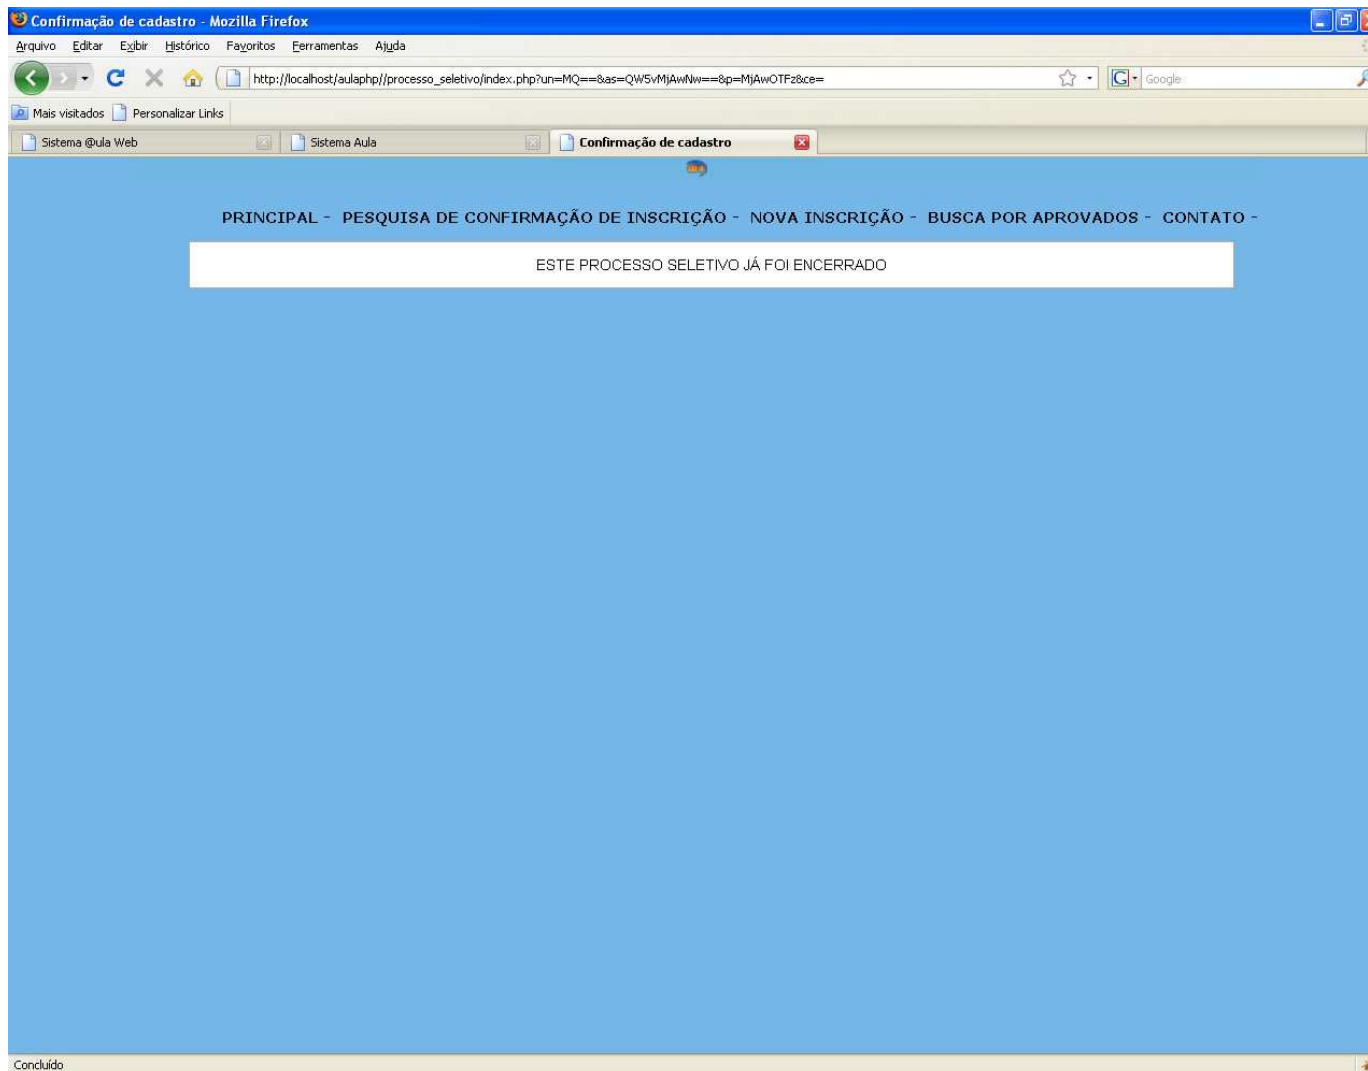 Confirmação de cadastro - Mozilla Firefox
Arquivo Editar Exibir Histórico Favoritos Ferramentas Ajuda
http://localhost/aulaphp//processo_seletivo/index.php?un=MQ==&as=QW5vMjAwNw==&p=MjAwOTFz&ce=
G Google
Mais visitados Personalizar Links
Sistema @ula Web Sistema Aula Confirmação de cadastro
PRINCIPAL - PESQUISA DE CONFIRMAÇÃO DE INSCRIÇÃO - NOVA INSCRIÇÃO - BUSCA POR APROVADOS - CONTATO -
ESTE PROCESSO SELETIVO JÁ FOI ENCERRADO
Concluído